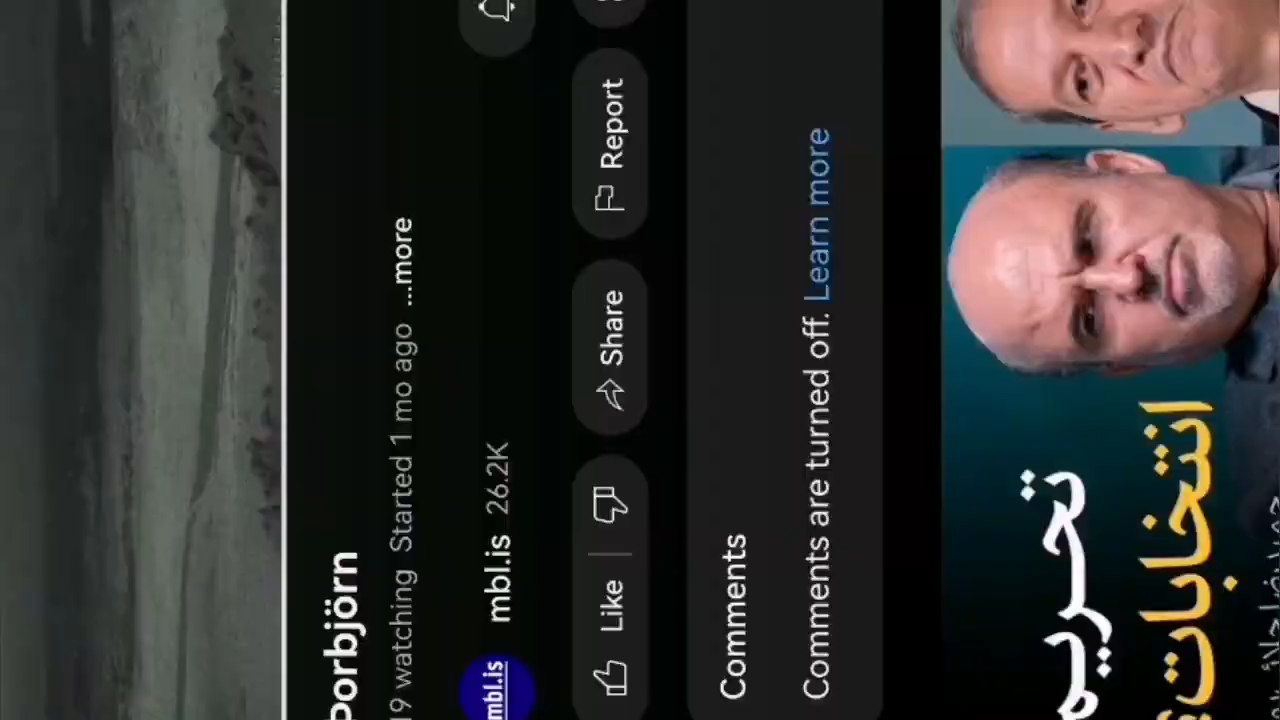 Þorbjörn
19 watching Started 1 mo ago ...more
mbl.is mbl.is 26.2K
Like Share Report
Comments
Comments are turned off. Learn more
تحریم
انتخابات؟